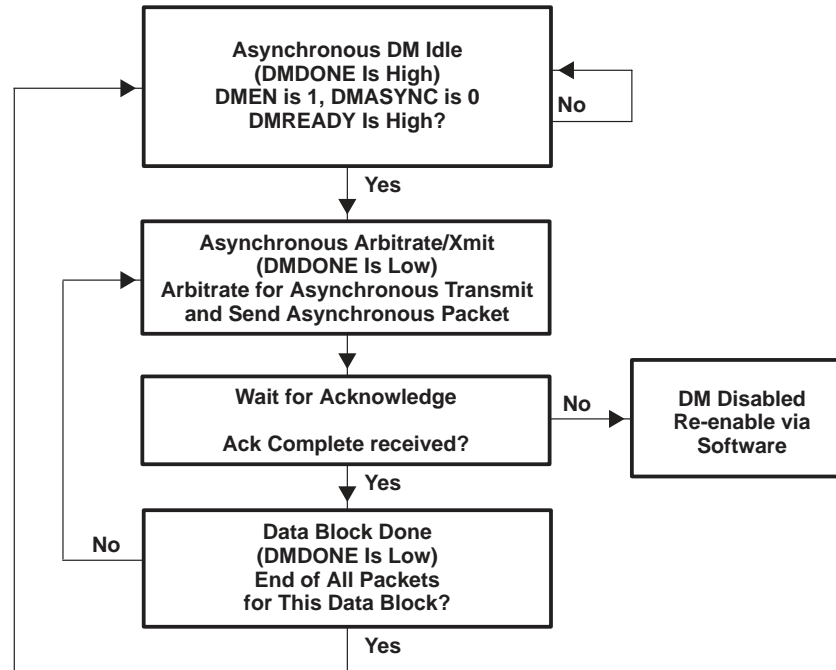 Asynchronous DM Idle
(DMDONE Is High)
DMEN is 1, DMASYNC is 0
DMREADY Is High?
No
Yes
Asynchronous Arbitrate/Xmit
(DMDONE Is Low)
Arbitrate for Asynchronous Transmit
and Send Asynchronous Packet
Wait for Acknowledge
Ack Complete received?
No
DM Disabled
Re-enable via
Software
Yes
Data Block Done
(DMDONE Is Low)
End of All Packets
for This Data Block?
No
Yes